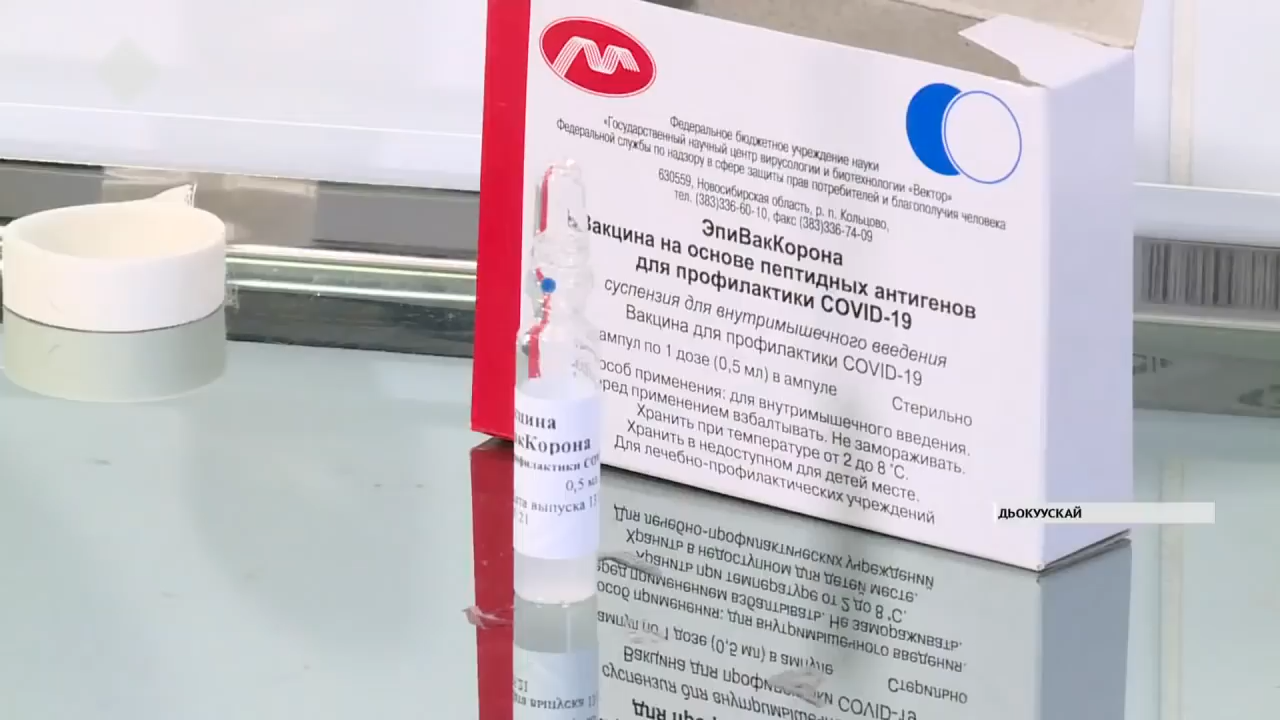 Федеральное бюджетное учреждение науки
«Государственный научный центр вирусологии и биотехнологии «Вектор»
Федеральной службы по надзору в сфере защиты прав потребителей и благополучия человека
630559, Новосибирская область, р. п. Кольцово,
тел. (383)336-60-10, факс (383)336-74-09
ЭпиВакКорона
Вакцина на основе пептидных антигенов
для профилактики COVID-19
суспензия для внутримышечного введения
Вакцина для профилактики COVID-19
ампул по 1 дозе (0,5 мл) в ампуле
Стерильно
применения: для внутримышечного введения.
применением взбалтывать. Не замораживать.
Хранить при температуре от 2 до 8 °С.
Хранить в недоступном для детей месте.
Для лечебно-профилактических учреждений
0,5 мл
выпуска
ДЬОКУУСКАЙ